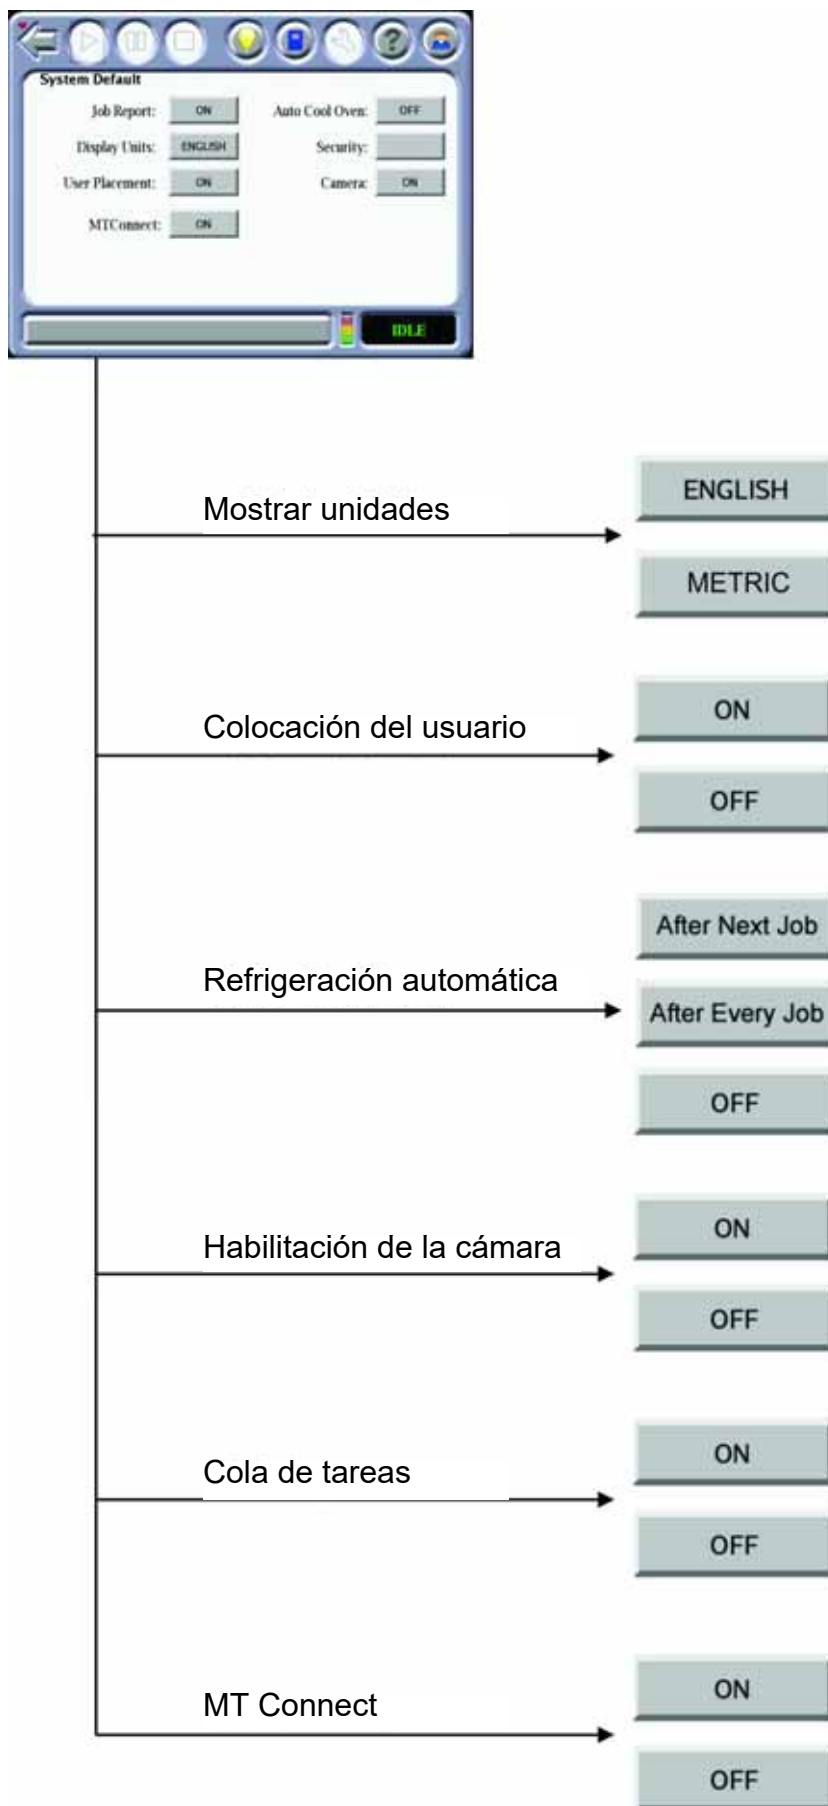 System Default
Job Report: ON Auto Cool Oven: OFF
Display Units: ENGLISH Security:
User Placement: ON Camera: ON
MTConnect: ON
IDLE
Mostrar unidades
ENGLISH
METRIC
Colocación del usuario
ON
OFF
Refrigeración automática
After Next Job
After Every Job
OFF
Habilitación de la cámara
ON
OFF
Cola de tareas
ON
OFF
MT Connect
ON
OFF